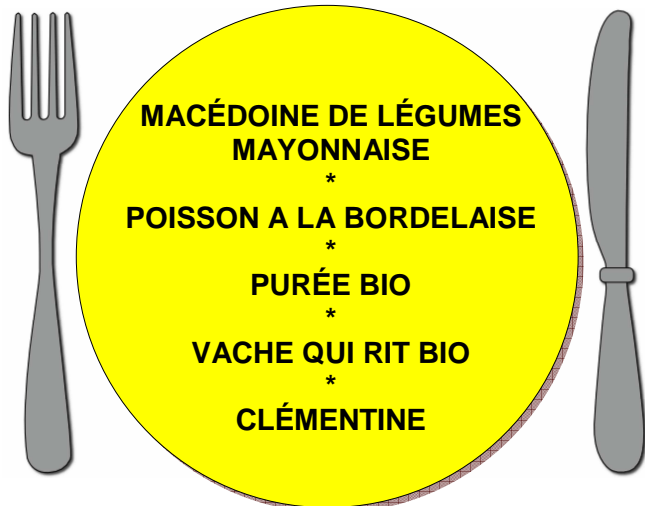 MACÉDOINE DE LÉGUMES
MAYONNAISE
*
POISSON A LA BORDELAISE
*
PURÉE BIO
*
VACHE QUI RIT BIO
*
CLÉMENTINE